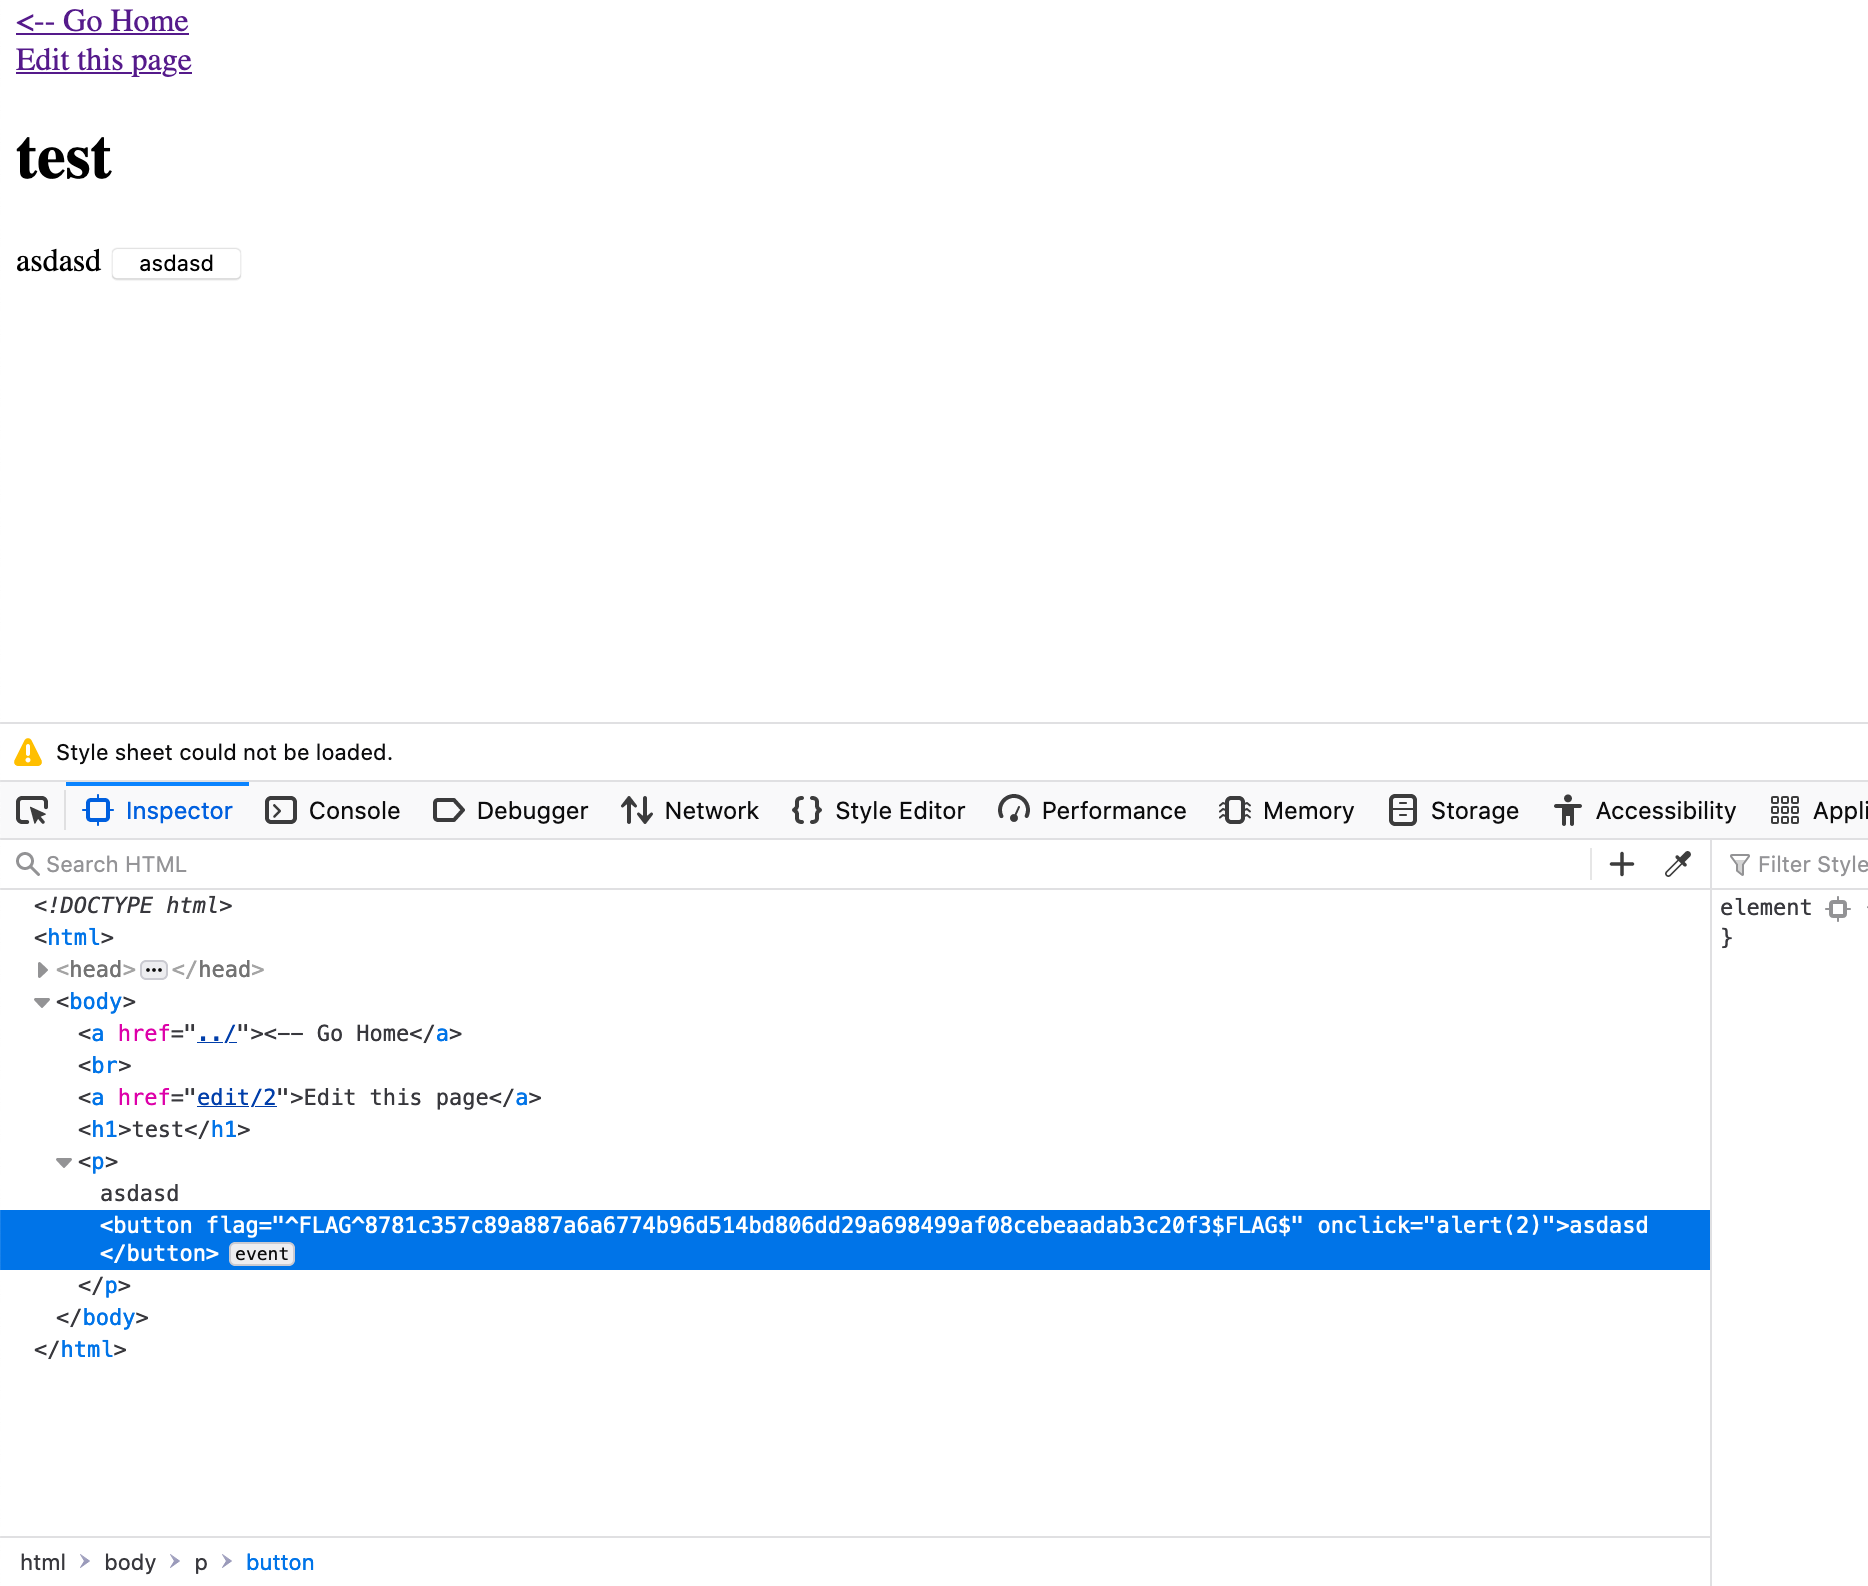 <-- Go Home
Edit this page
test
asdasd asdasd
Style sheet could not be loaded.
Inspector Console Debugger Network Style Editor Performance Memory Storage Accessibility Appli
Search HTML Filter Style
<!DOCTYPE html>
<html>
<head> ••• </head>
<body>
<a href="../"><-- Go Home</a>
<br>
<a href="edit/2">Edit this page</a>
<h1>test</h1>
<p>
asdasd
<button flag="^FLAG^8781c357c89a887a6a6774b96d514bd806dd29a698499af08cebeaadab3c20f3$FLAG$" onclick="alert(2)">asdasd
</button> event
</p>
</body>
</html>
element
}
html > body > p > button